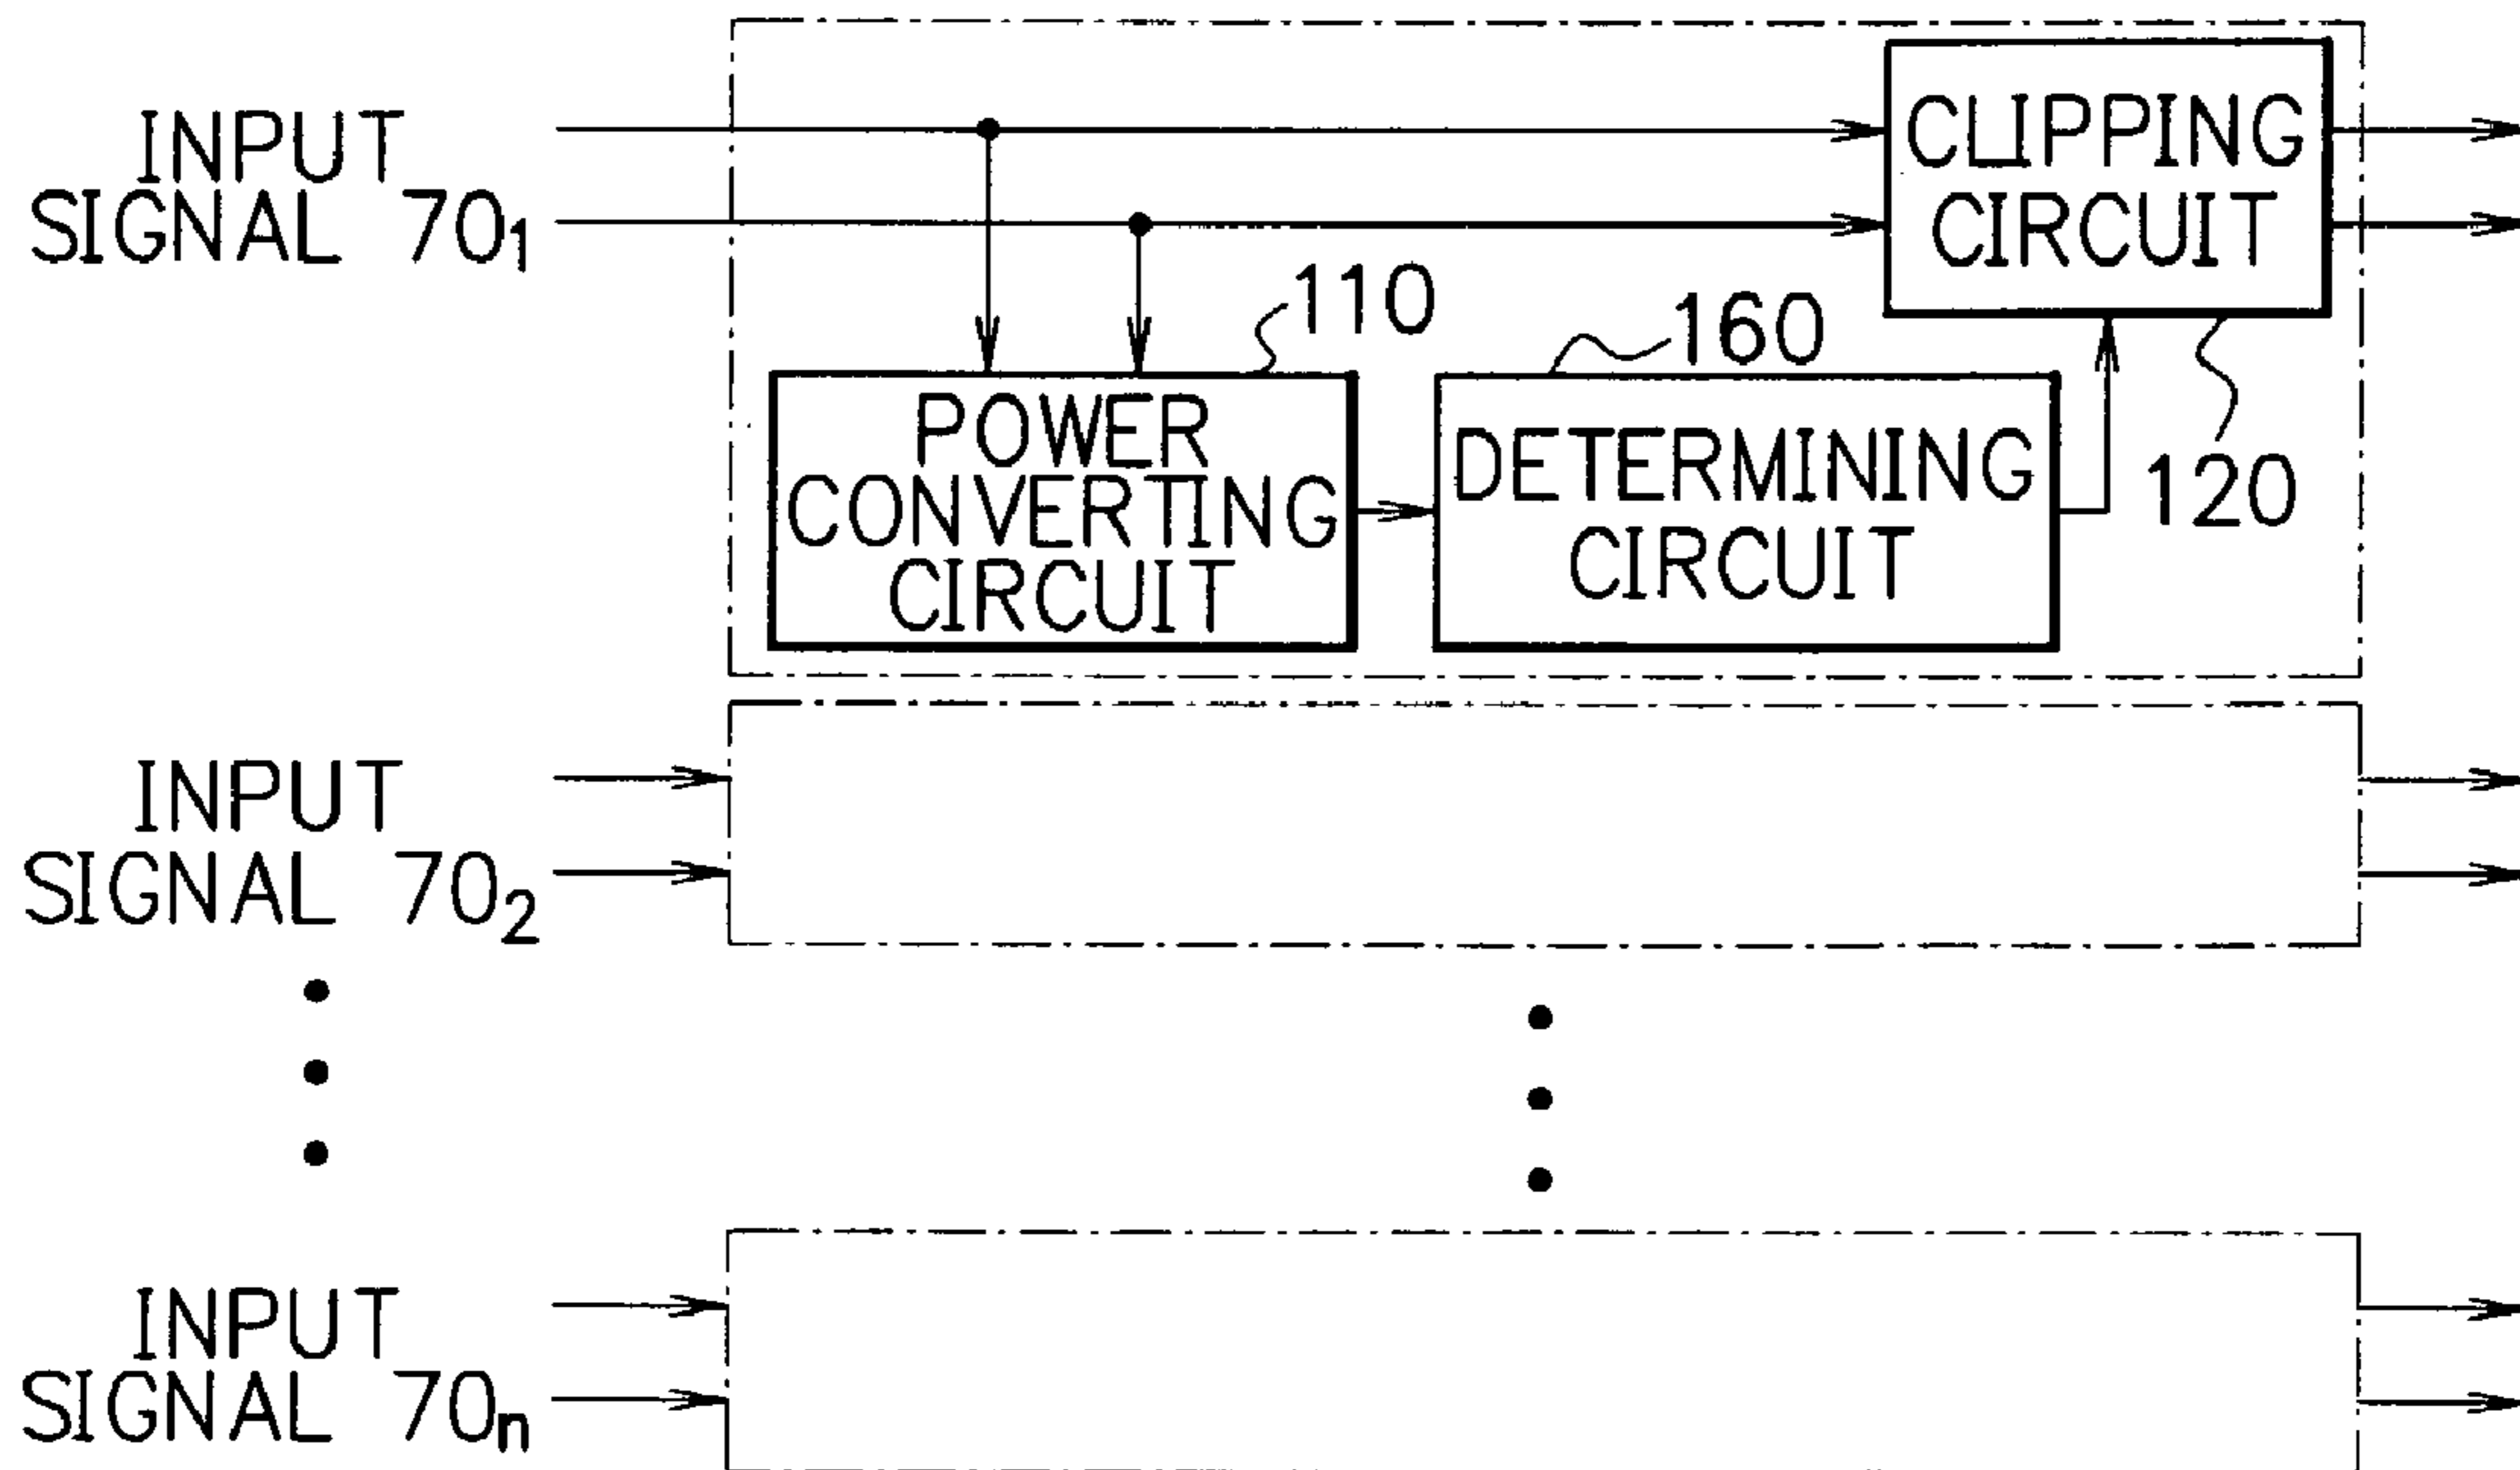 INPUT
SIGNAL 70₁
CLIPPING
CIRCUIT
110
160
120
POWER
CONVERTING
CIRCUIT
DETERMINING
CIRCUIT
INPUT
SIGNAL 70₂
INPUT
SIGNAL 70ₙ